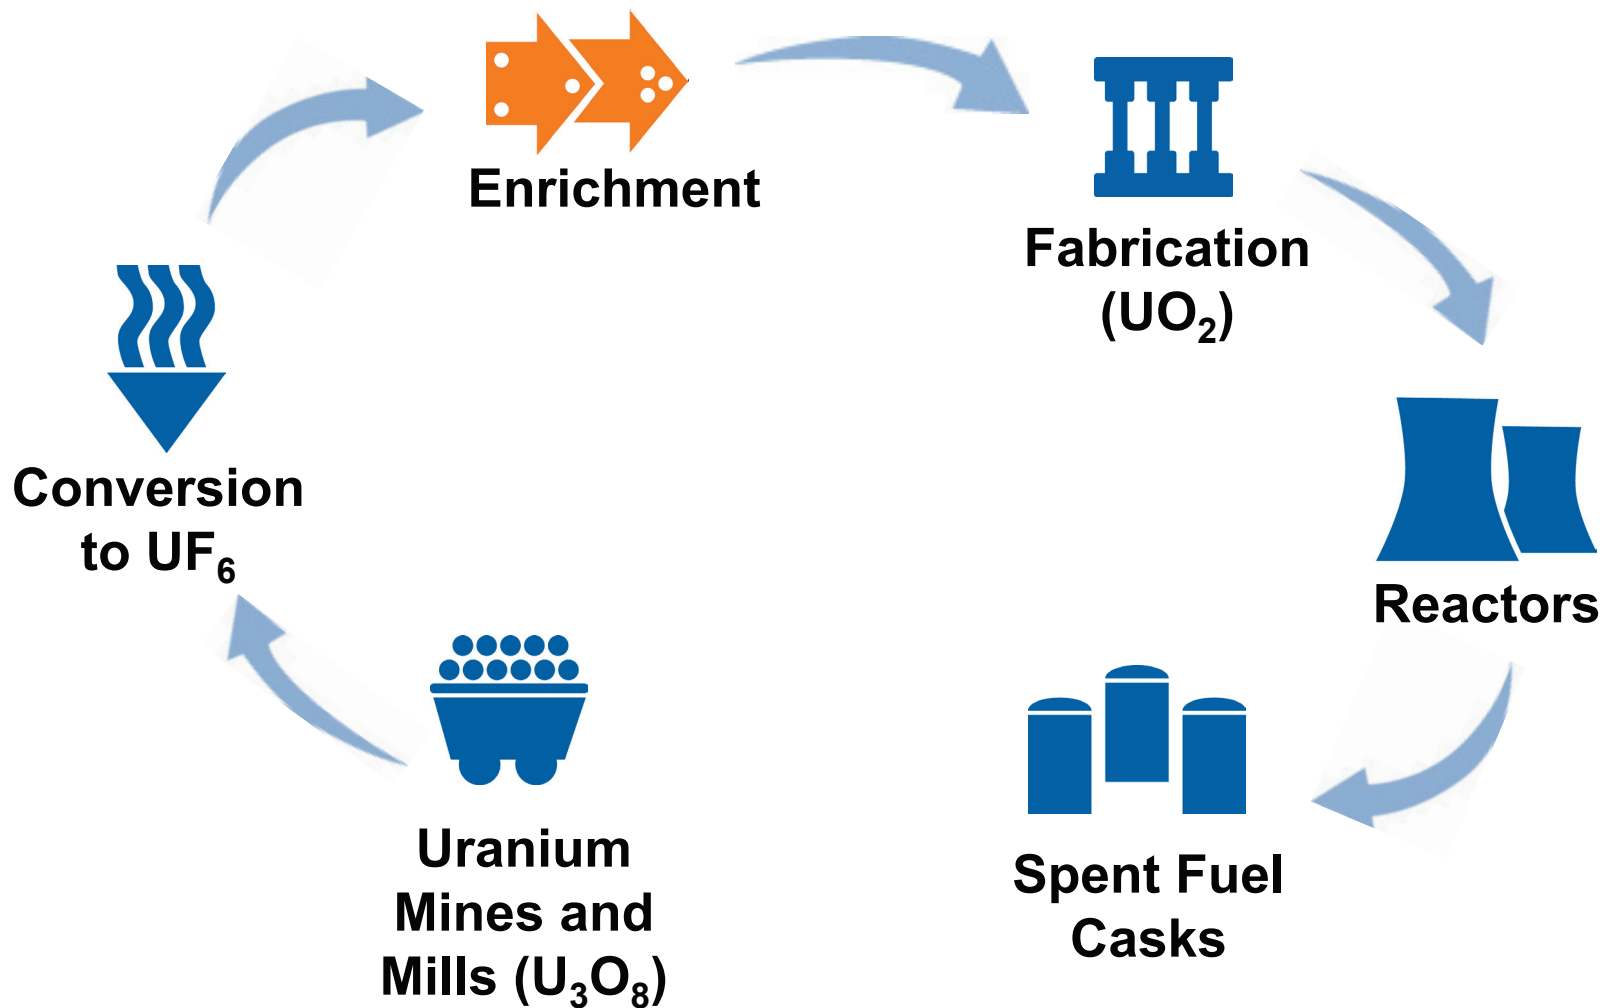 Enrichment
Fabrication
(UO₂)
Conversion
to UF₆
Reactors
Uranium
Mines and
Mills (U₃O₈)
Spent Fuel
Casks